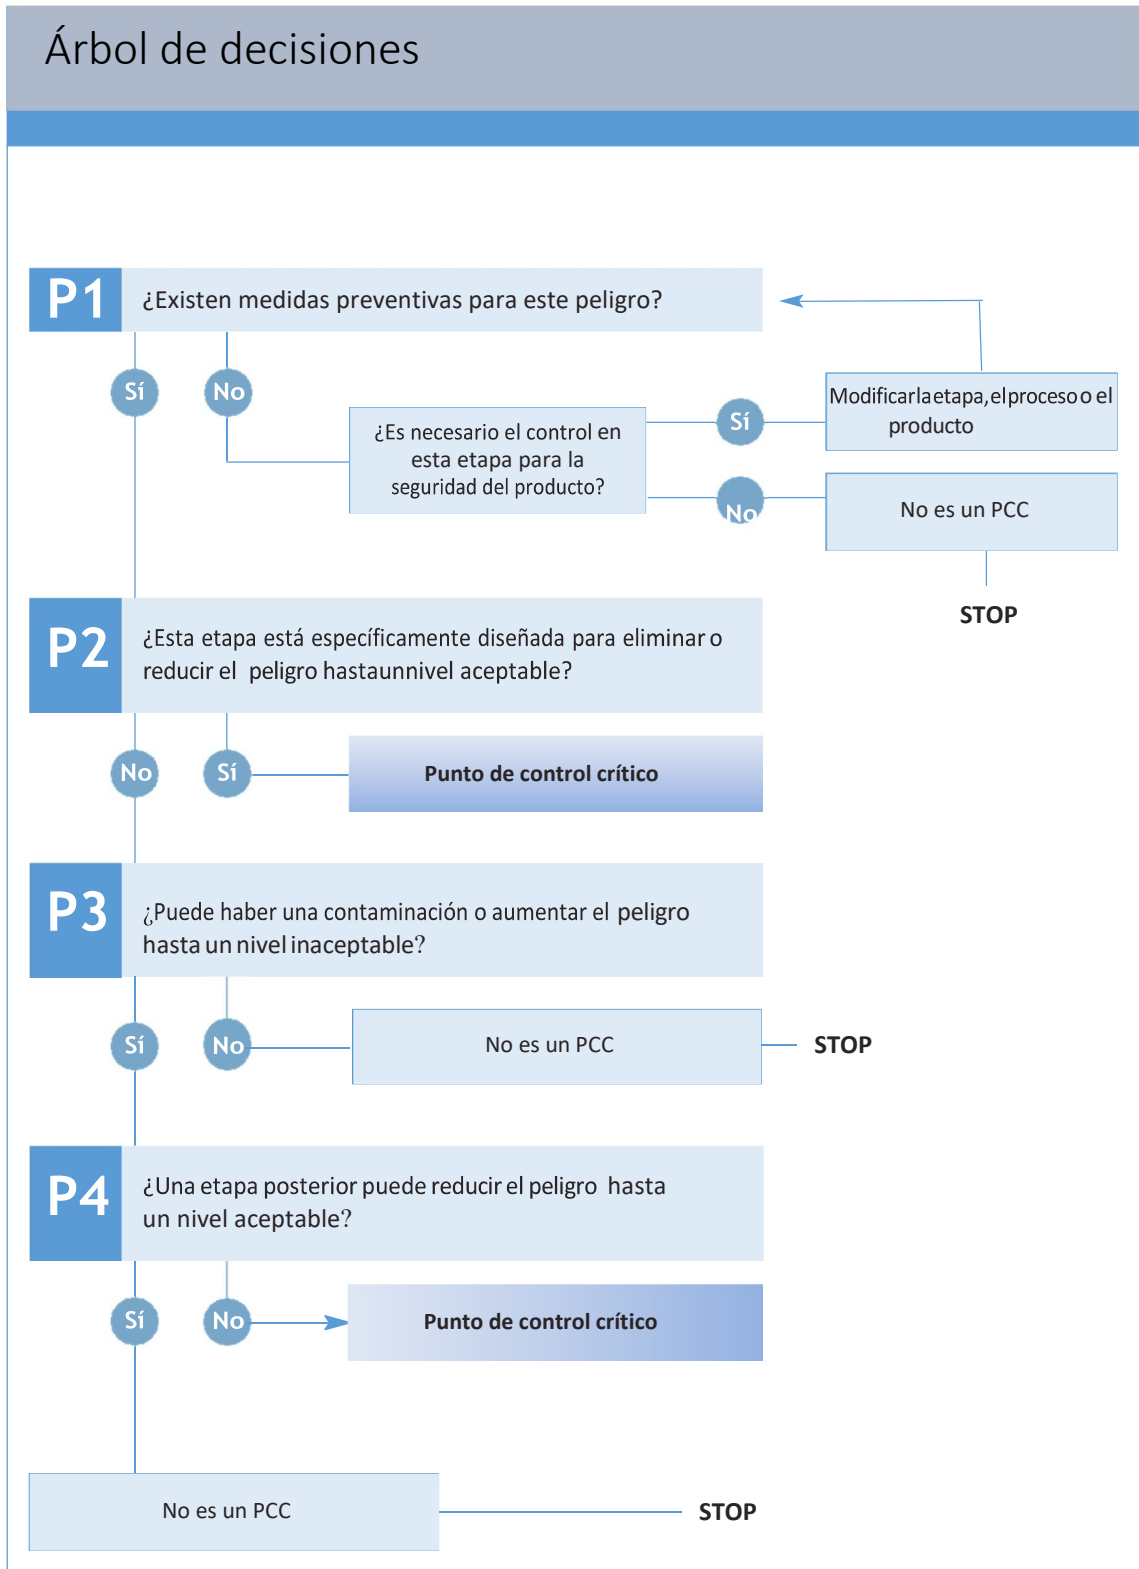 Árbol de decisiones
P1
¿Existen medidas preventivas para este peligro?
Sí
No
¿Es necesario el control en
esta etapa para la
seguridad del producto?
Sí
Modificarlaetapa,elprocesoo el
producto
No
No es un PCC
STOP
P2
¿Esta etapa está específicamente diseñada para eliminar o
reducir el peligro hastaunnivel aceptable?
No
Sí
Punto de control crítico
P3
¿Puede haber una contaminación o aumentar el peligro
hasta un nivel inaceptable?
Sí
No
No es un PCC
STOP
P4
¿Una etapa posterior puede reducir el peligro hasta
un nivel aceptable?
Sí
No
Punto de control crítico
No es un PCC
STOP